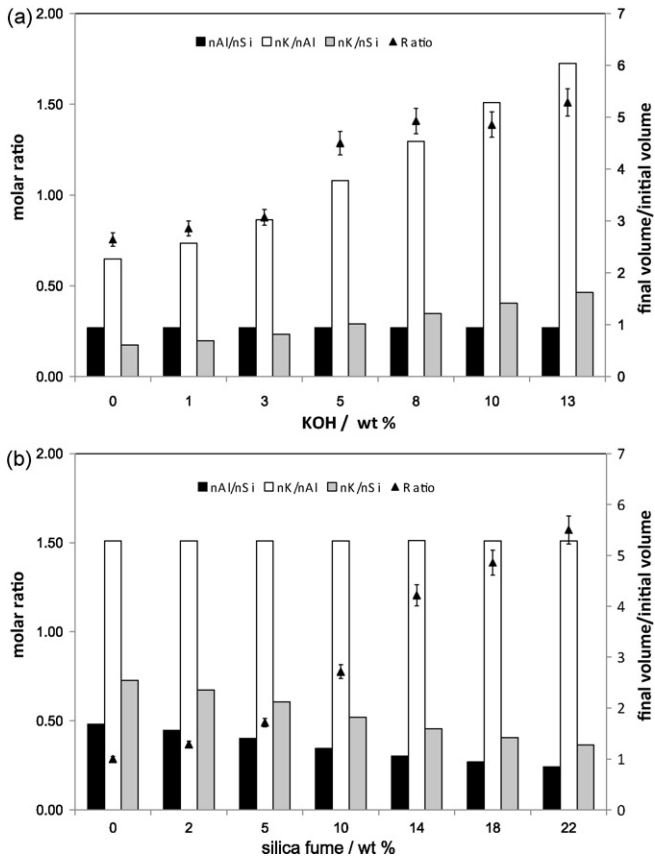 (a)
2.00 7
nAl/nSi nK/nAl nK/nSi Ratio
6
1.50
5
4
1.00
3
0.50 2
1
0.00 0
molar ratio
final volume/initial volume
0 1 3 5 8 10 13
KOH / wt %
(b)
2.00 7
nAl/nSi nK/nAl nK/nSi Ratio
6
1.50
5
4
1.00
3
0.50 2
1
0.00 0
molar ratio
final volume/initial volume
0 2 5 10 14 18 22
silica fume / wt %